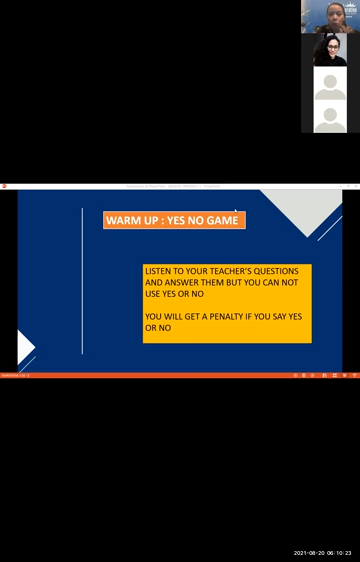 WARM UP : YES NO GAME
LISTEN TO YOUR TEACHER'S QUESTIONS
AND ANSWER THEM BUT YOU CAN NOT
USE YES OR NO
YOU WILL GET A PENALTY IF YOU SAY YES
OR NO
2021-08-20 06:10:23